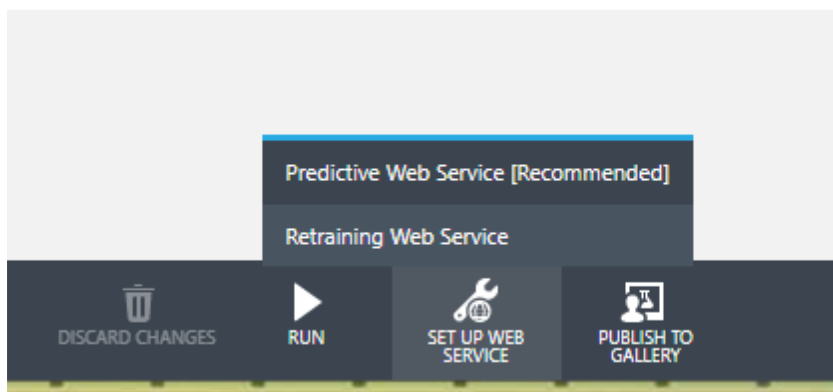 Predictive Web Service [Recommended]
Retraining Web Service
DISCARD CHANGES
RUN
SET UP WEB
SERVICE
PUBLISH TO
GALLERY